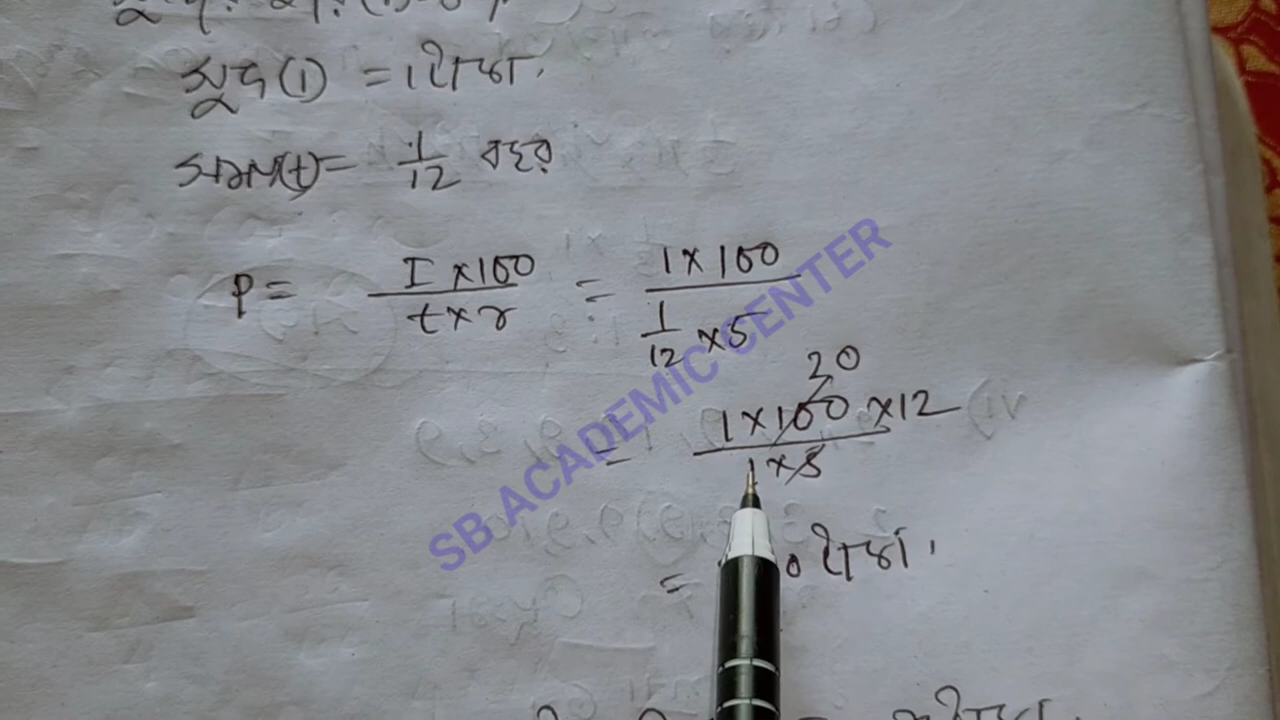 সুদ (I) = 1 টাকা.
সময় (t) = 1/12 বছর
P = I × 100 / t × r = 1 × 100 / 1/12 × 5
20
= 1 × 100 × 12 / 1 × 5
= 0 টাকা.
SB ACADEMIC CENTER